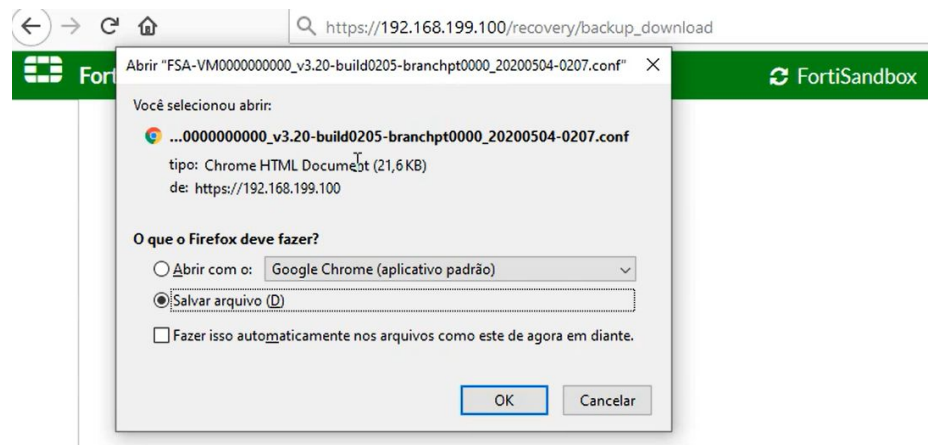 https://192.168.199.100/recovery/backup_download
Fort
FortiSandbox
Abrir "FSA-VM0000000000_v3.20-build0205-branchpt0000_20200504-0207.conf"
Você selecionou abrir:
...0000000000_v3.20-build0205-branchpt0000_20200504-0207.conf
tipo: Chrome HTML Document (21,6 KB)
de: https://192.168.199.100
O que o Firefox deve fazer?
Abrir com o: Google Chrome (aplicativo padrão)
Salvar arquivo (D)
Fazer isso automaticamente nos arquivos como este de agora em diante.
OK Cancelar